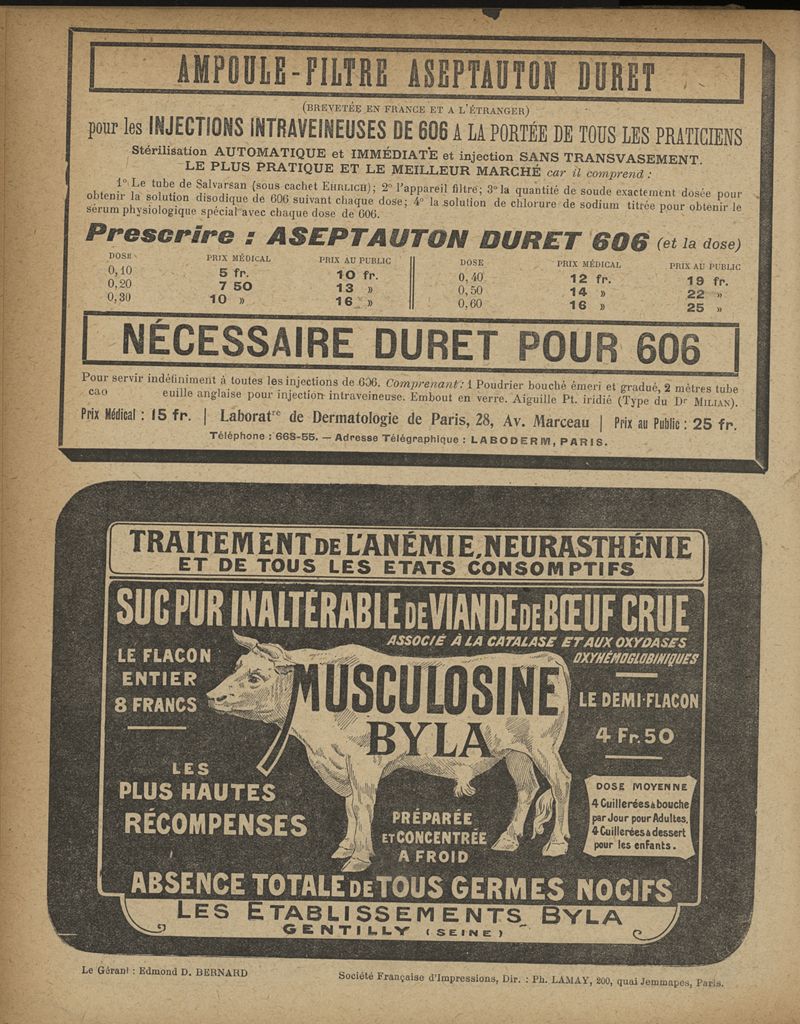 AMPOULE-FILTRE ASEPTAUTON DURET
(BREVETÉE EN FRANCE ET A L'ÉTRANGER)
pour les INJECTIONS INTRAVEINEUSES DE 606 A LA PORTÉE DE TOUS LES PRATICIENS
Stérilisation AUTOMATIQUE et IMMÉDIATE et injection SANS TRANSVASEMENT.
LE PLUS PRATIQUE ET LE MEILLEUR MARCHÉ car il comprend :
1° Le tube de Salvarsan (sous cachet EHRLICH); 2° l'appareil filtre; 3° la quantité de soude exactement dosée pour
obtenir la solution disodique de 606 suivant chaque dose; 4° la solution de chlorure de sodium titrée pour obtenir le
sérum physiologique spécial avec chaque dose de 606.
Prescrire : ASEPTAUTON DURET 606 (et la dose)
DOSE PRIX MÉDICAL PRIX AU PUBLIC DOSE PRIX MÉDICAL PRIX AU PUBLIC
0,10 5 fr. 10 fr. 0,40 12 fr. 19 fr.
0,20 7 50 13 » 0,50 14 » 22 »
0,30 10 » 16 » 0,60 16 » 25 »
NÉCESSAIRE DURET POUR 606
Pour servir indéfiniment à toutes les injections de 606. Comprenant : 1 Poudrier bouché émeri et gradué, 2 mètres tube
cao euille anglaise pour injection intraveineuse. Embout en verre. Aiguille Pt. iridié (Type du Dr MILIAN).
Prix Médical : 15 fr. | Laboratre de Dermatologie de Paris, 28, Av. Marceau | Prix au Public : 25 fr.
Téléphone : 668-55. — Adresse Télégraphique : LABODERM, PARIS.
TRAITEMENT DE L'ANÉMIE, NEURASTHÉNIE
ET DE TOUS LES ETATS CONSOMPTIFS
SUC PUR INALTÉRABLE DE VIANDE DE BŒUF CRUE
ASSOCIÉ À LA CATALASE ET AUX OXYDASES
OXYHÉMOGLOBINIQUES
LE FLACON
ENTIER
8 FRANCS
MUSCULOSINE
BYLA
LE DEMI-FLACON
4 Fr. 50
LES
PLUS HAUTES
RÉCOMPENSES
PRÉPARÉE
ET CONCENTRÉE
A FROID
DOSE MOYENNE
4 Cuillerées à bouche
par Jour pour Adultes,
4 Cuillerées à dessert
pour les enfants.
ABSENCE TOTALE DE TOUS GERMES NOCIFS
LES ETABLISSEMENTS BYLA
GENTILLY (SEINE)
Le Gérant : Edmond D. BERNARD
Société Française d'Impressions, Dir. : Ph. LAMAY, 200, quai Jemmapes, Paris.